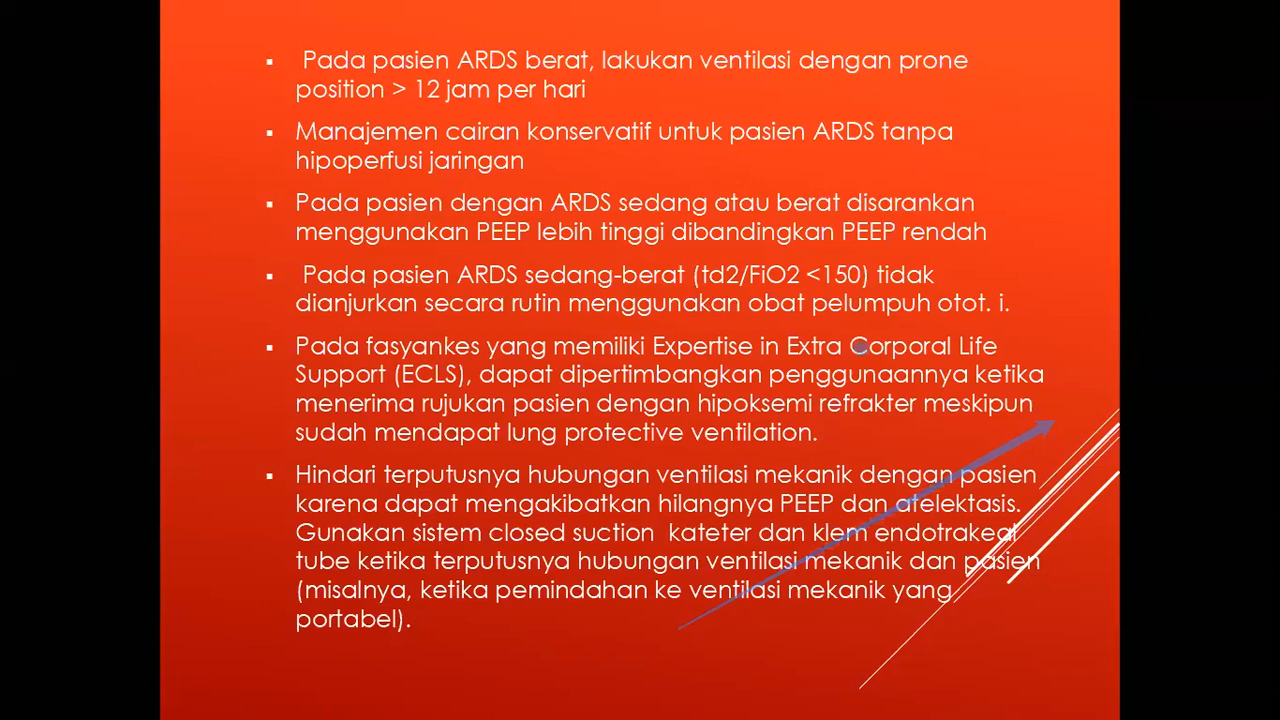 ▪ Pada pasien ARDS berat, lakukan ventilasi dengan prone
position > 12 jam per hari
▪ Manajemen cairan konservatif untuk pasien ARDS tanpa
hipoperfusi jaringan
▪ Pada pasien dengan ARDS sedang atau berat disarankan
menggunakan PEEP lebih tinggi dibandingkan PEEP rendah
▪ Pada pasien ARDS sedang-berat (td2/FiO2 <150) tidak
dianjurkan secara rutin menggunakan obat pelumpuh otot. i.
▪ Pada fasyankes yang memiliki Expertise in Extra Corporal Life
Support (ECLS), dapat dipertimbangkan penggunaannya ketika
menerima rujukan pasien dengan hipoksemi refrakter meskipun
sudah mendapat lung protective ventilation.
▪ Hindari terputusnya hubungan ventilasi mekanik dengan pasien
karena dapat mengakibatkan hilangnya PEEP dan atelektasis.
Gunakan sistem closed suction kateter dan klem endotrakeal
tube ketika terputusnya hubungan ventilasi mekanik dan pasien
(misalnya, ketika pemindahan ke ventilasi mekanik yang
portabel).